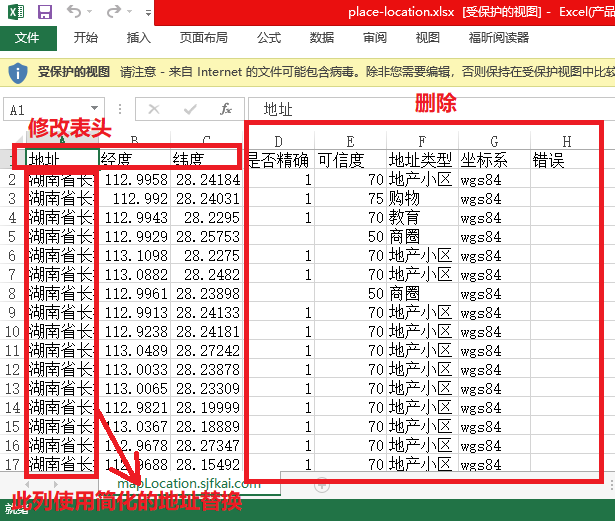 place-location.xlsx [受保护的视图] - Excel(产品
文件 开始 插入 页面布局 公式 数据 审阅 视图 福昕阅读器
受保护的视图 请注意 - 来自 Internet 的文件可能包含病毒。除非您需要编辑，否则保持在受保护视图中比较
A1 fx 地址
修改表头 删除
A B C D E F G H
1 地址 经度 纬度 是否精确 可信度 地址类型 坐标系 错误
2 湖南省长 112.9958 28.24184 1 70 地产小区 wgs84
3 湖南省长 112.992 28.24031 1 75 购物 wgs84
4 湖南省长 112.9943 28.2295 1 70 教育 wgs84
5 湖南省长 112.9929 28.25753 50 商圈 wgs84
6 湖南省长 113.1098 28.2275 1 70 地产小区 wgs84
7 湖南省长 113.0882 28.2482 1 70 地产小区 wgs84
8 湖南省长 112.9961 28.23898 50 商圈 wgs84
9 湖南省长 112.9913 28.24133 1 70 地产小区 wgs84
10 湖南省长 112.9238 28.24181 1 70 地产小区 wgs84
11 湖南省长 113.0489 28.27242 1 70 地产小区 wgs84
12 湖南省长 113.0033 28.23878 1 70 地产小区 wgs84
13 湖南省长 113.0065 28.23309 1 70 地产小区 wgs84
14 湖南省长 112.9821 28.19999 1 70 地产小区 wgs84
15 湖南省长 113.0367 28.18889 1 70 地产小区 wgs84
16 湖南省长 112.9678 28.27347 1 70 地产小区 wgs84
17 湖南省长 112.9688 28.15492 1 70 地产小区 wgs84
mapLocation.sjfkai.com
此列使用简化的地址替换
就绪